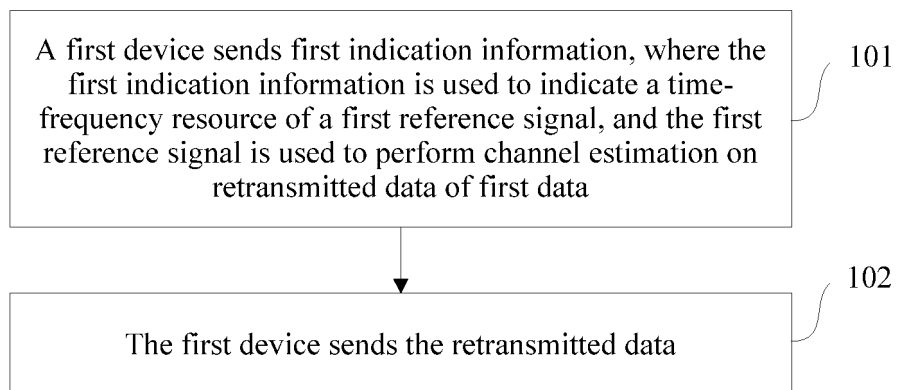 A first device sends first indication information, where the
first indication information is used to indicate a time-
frequency resource of a first reference signal, and the first
reference signal is used to perform channel estimation on
retransmitted data of first data
101
The first device sends the retransmitted data
102